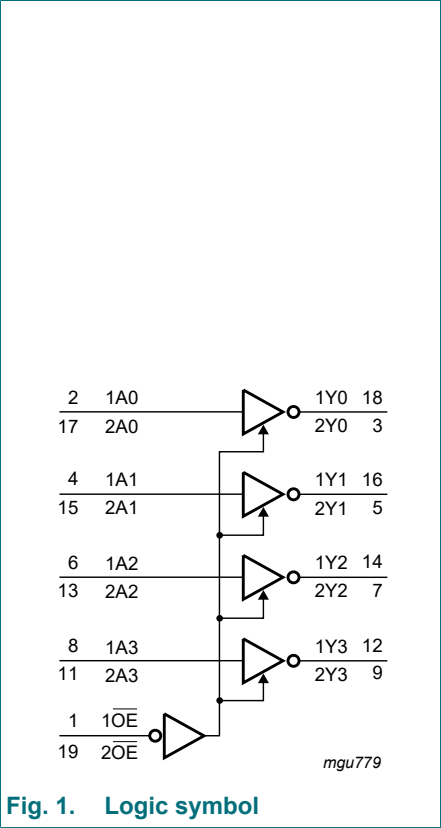 2 1A0 1Y0 18
17 2A0 2Y0 3
4 1A1 1Y1 16
15 2A1 2Y1 5
6 1A2 1Y2 14
13 2A2 2Y2 7
8 1A3 1Y3 12
11 2A3 2Y3 9
1 1O̅E̅
19 2O̅E̅
mgu779
Fig. 1. Logic symbol